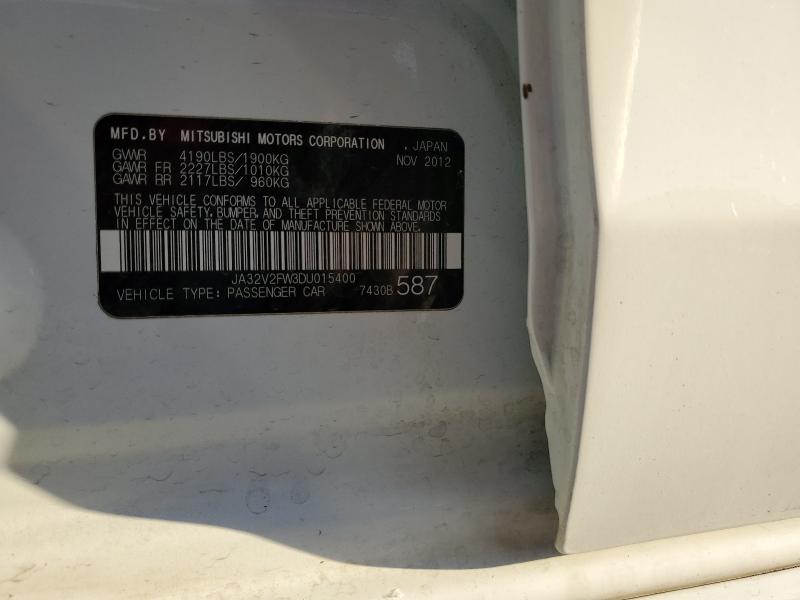 MFD.BY MITSUBISHI MOTORS CORPORATION , JAPAN
GVWR 4190LBS/1900KG NOV 2012
GAWR FR 2227LBS/1010KG
GAWR RR 2117LBS/ 960KG
THIS VEHICLE CONFORMS TO ALL APPLICABLE FEDERAL MOTOR
VEHICLE SAFETY, BUMPER, AND THEFT PREVENTION STANDARDS
IN EFFECT ON THE DATE OF MANUFACTURE SHOWN ABOVE.
JA32V2FW3DU015400
VEHICLE TYPE: PASSENGER CAR 7430B 587